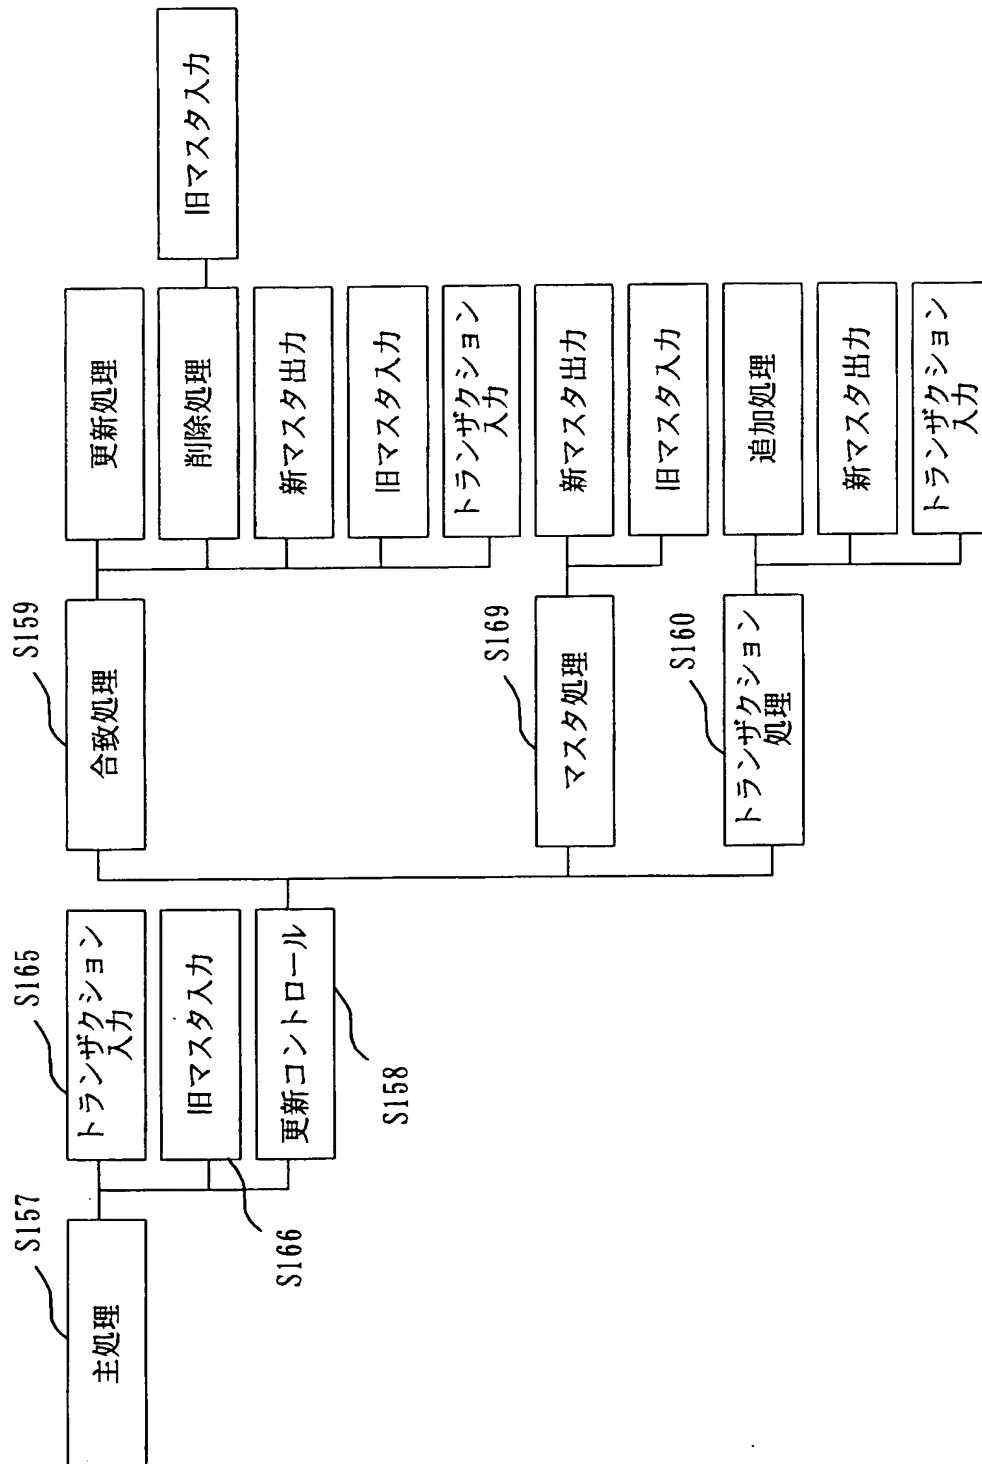 S157
主処理
S165
トランザクション
入力
旧マスタ入力
S166
更新コントロール
S158
S159
合致処理
更新処理
削除処理
旧マスタ入力
新マスタ出力
旧マスタ入力
トランザクション
入力
S169
マスタ処理
新マスタ出力
旧マスタ入力
S160
トランザクション
処理
追加処理
新マスタ出力
トランザクション
入力